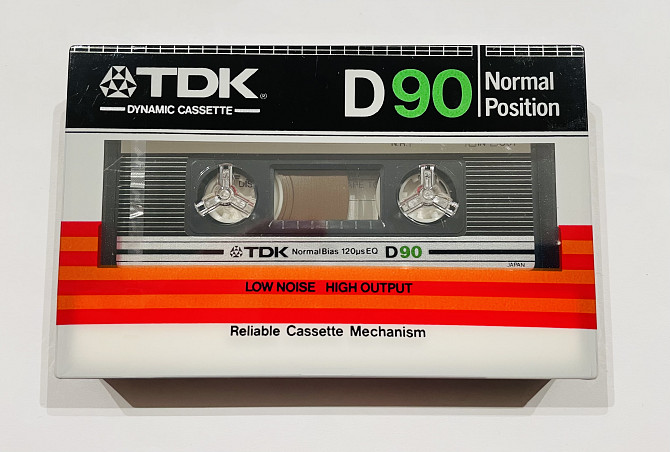 TDK®
DYNAMIC CASSETTE
D90
Normal
Position
TDK Normal Bias 120μs EQ D90
JAPAN
LOW NOISE HIGH OUTPUT
Reliable Cassette Mechanism